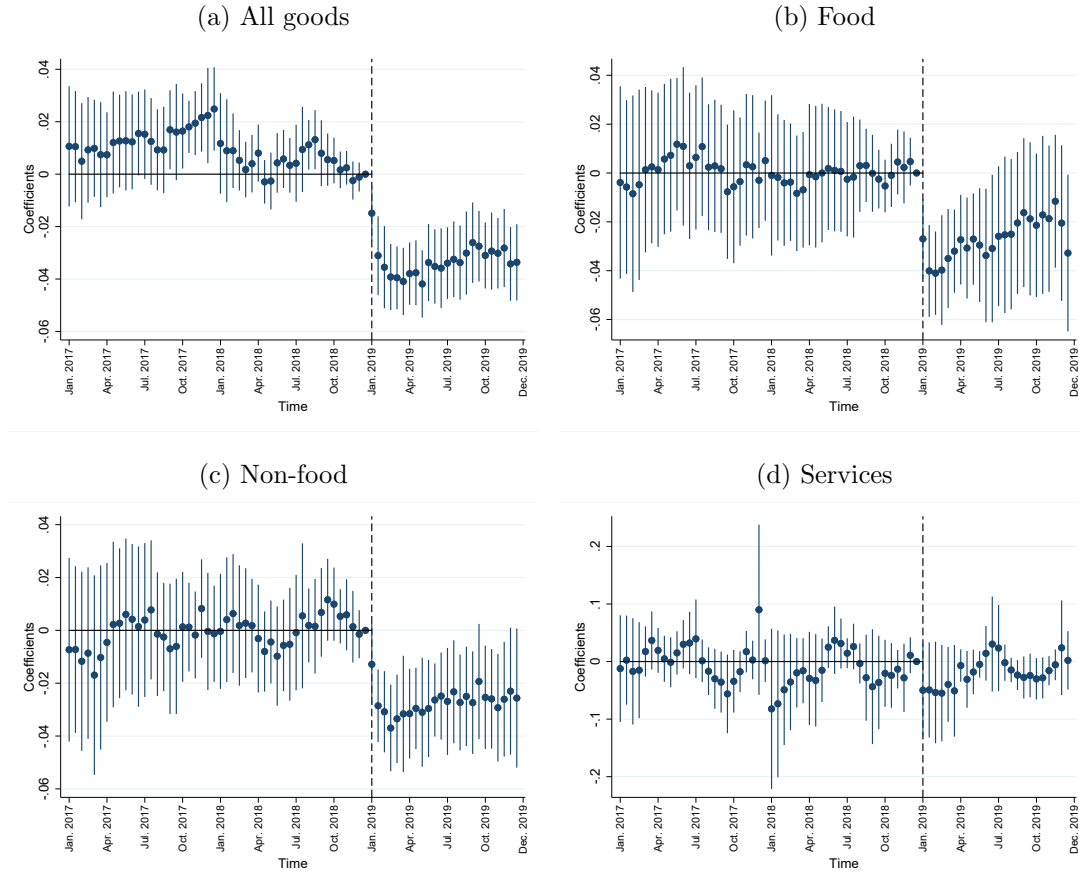 (a) All goods
Coefficients
.04
.02
0
-.02
-.04
-.06
Jan. 2017
Apr. 2017
Jul. 2017
Oct. 2017
Jan. 2018
Apr. 2018
Jul. 2018
Oct. 2018
Jan. 2019
Apr. 2019
Jul. 2019
Oct. 2019
Dec. 2019
Time
(b) Food
Coefficients
.04
.02
0
-.02
-.04
-.06
Jan. 2017
Apr. 2017
Jul. 2017
Oct. 2017
Jan. 2018
Apr. 2018
Jul. 2018
Oct. 2018
Jan. 2019
Apr. 2019
Jul. 2019
Oct. 2019
Dec. 2019
Time
(c) Non-food
Coefficients
.04
.02
0
-.02
-.04
-.06
Jan. 2017
Apr. 2017
Jul. 2017
Oct. 2017
Jan. 2018
Apr. 2018
Jul. 2018
Oct. 2018
Jan. 2019
Apr. 2019
Jul. 2019
Oct. 2019
Dec. 2019
Time
(d) Services
Coefficients
.2
.1
0
-.1
-.2
Jan. 2017
Apr. 2017
Jul. 2017
Oct. 2017
Jan. 2018
Apr. 2018
Jul. 2018
Oct. 2018
Jan. 2019
Apr. 2019
Jul. 2019
Oct. 2019
Dec. 2019
Time